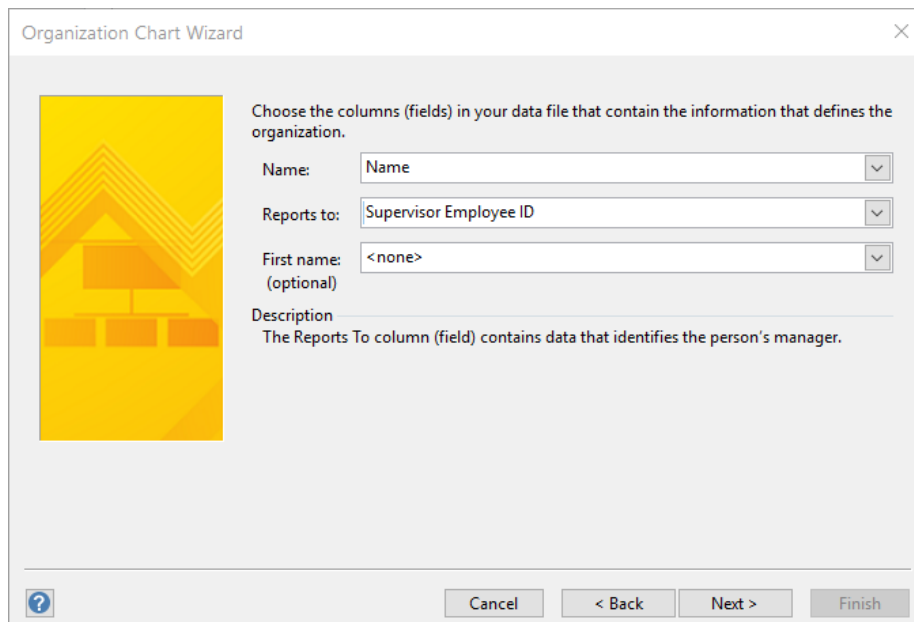 Organization Chart Wizard
Choose the columns (fields) in your data file that contain the information that defines the
organization.
Name: Name
Reports to: Supervisor Employee ID
First name: <none>
(optional)
Description
The Reports To column (field) contains data that identifies the person's manager.
? Cancel < Back Next > Finish